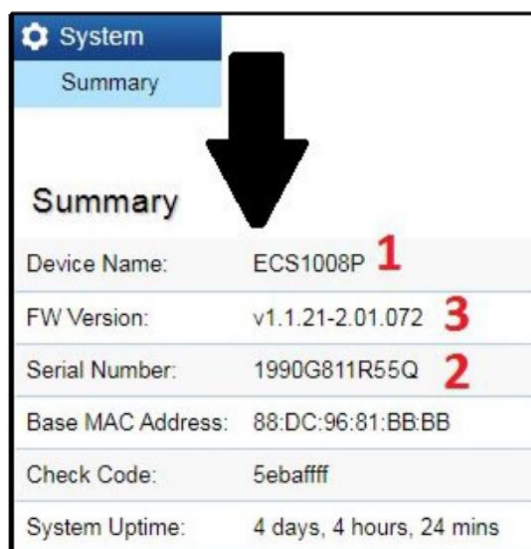 System
Summary
Summary
Device Name: ECS1008P 1
FW Version: v1.1.21-2.01.072 3
Serial Number: 1990G811R55Q 2
Base MAC Address: 88:DC:96:81:BB:BB
Check Code: 5ebaffff
System Uptime: 4 days, 4 hours, 24 mins